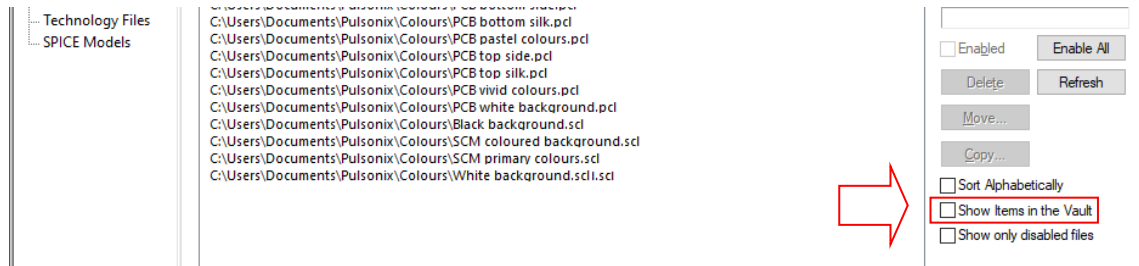 Technology Files
SPICE Models
C:\Users\Documents\Pulsonix\Colours\PCB bottom silk.pcl
C:\Users\Documents\Pulsonix\Colours\PCB pastel colours.pcl
C:\Users\Documents\Pulsonix\Colours\PCB top side.pcl
C:\Users\Documents\Pulsonix\Colours\PCB top silk.pcl
C:\Users\Documents\Pulsonix\Colours\PCB vivid colours.pcl
C:\Users\Documents\Pulsonix\Colours\PCB white background.pcl
C:\Users\Documents\Pulsonix\Colours\Black background.scl
C:\Users\Documents\Pulsonix\Colours\SCM coloured background.scl
C:\Users\Documents\Pulsonix\Colours\SCM primary colours.scl
C:\Users\Documents\Pulsonix\Colours\White background.scli.scl
Enabled
Enable All
Delete
Refresh
Move...
Copy...
Sort Alphabetically
Show Items in the Vault
Show only disabled files